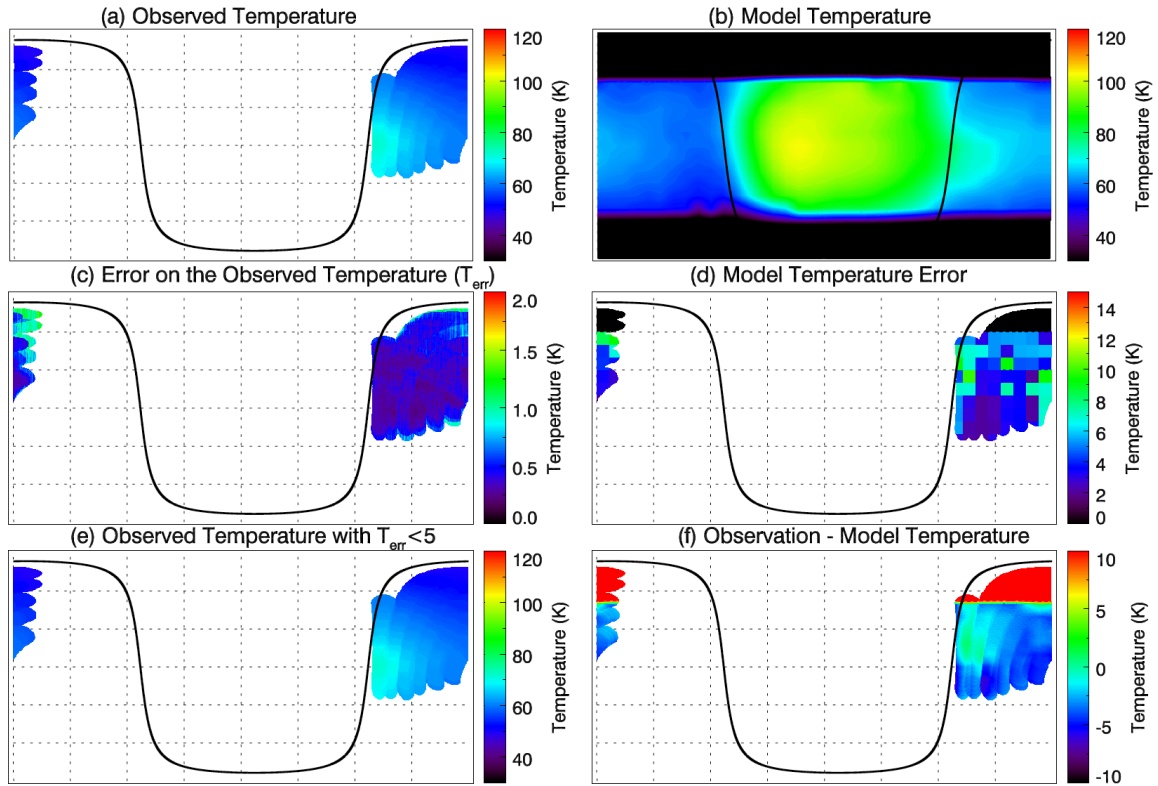 (a) Observed Temperature
120
100
80
60
40
Temperature (K)
(b) Model Temperature
120
100
80
60
40
Temperature (K)
(c) Error on the Observed Temperature (Terr)
2.0
1.5
1.0
0.5
0.0
Temperature (K)
(d) Model Temperature Error
14
12
10
8
6
4
2
0
Temperature (K)
(e) Observed Temperature with Terr<5
120
100
80
60
40
Temperature (K)
(f) Observation - Model Temperature
10
5
0
-5
-10
Temperature (K)